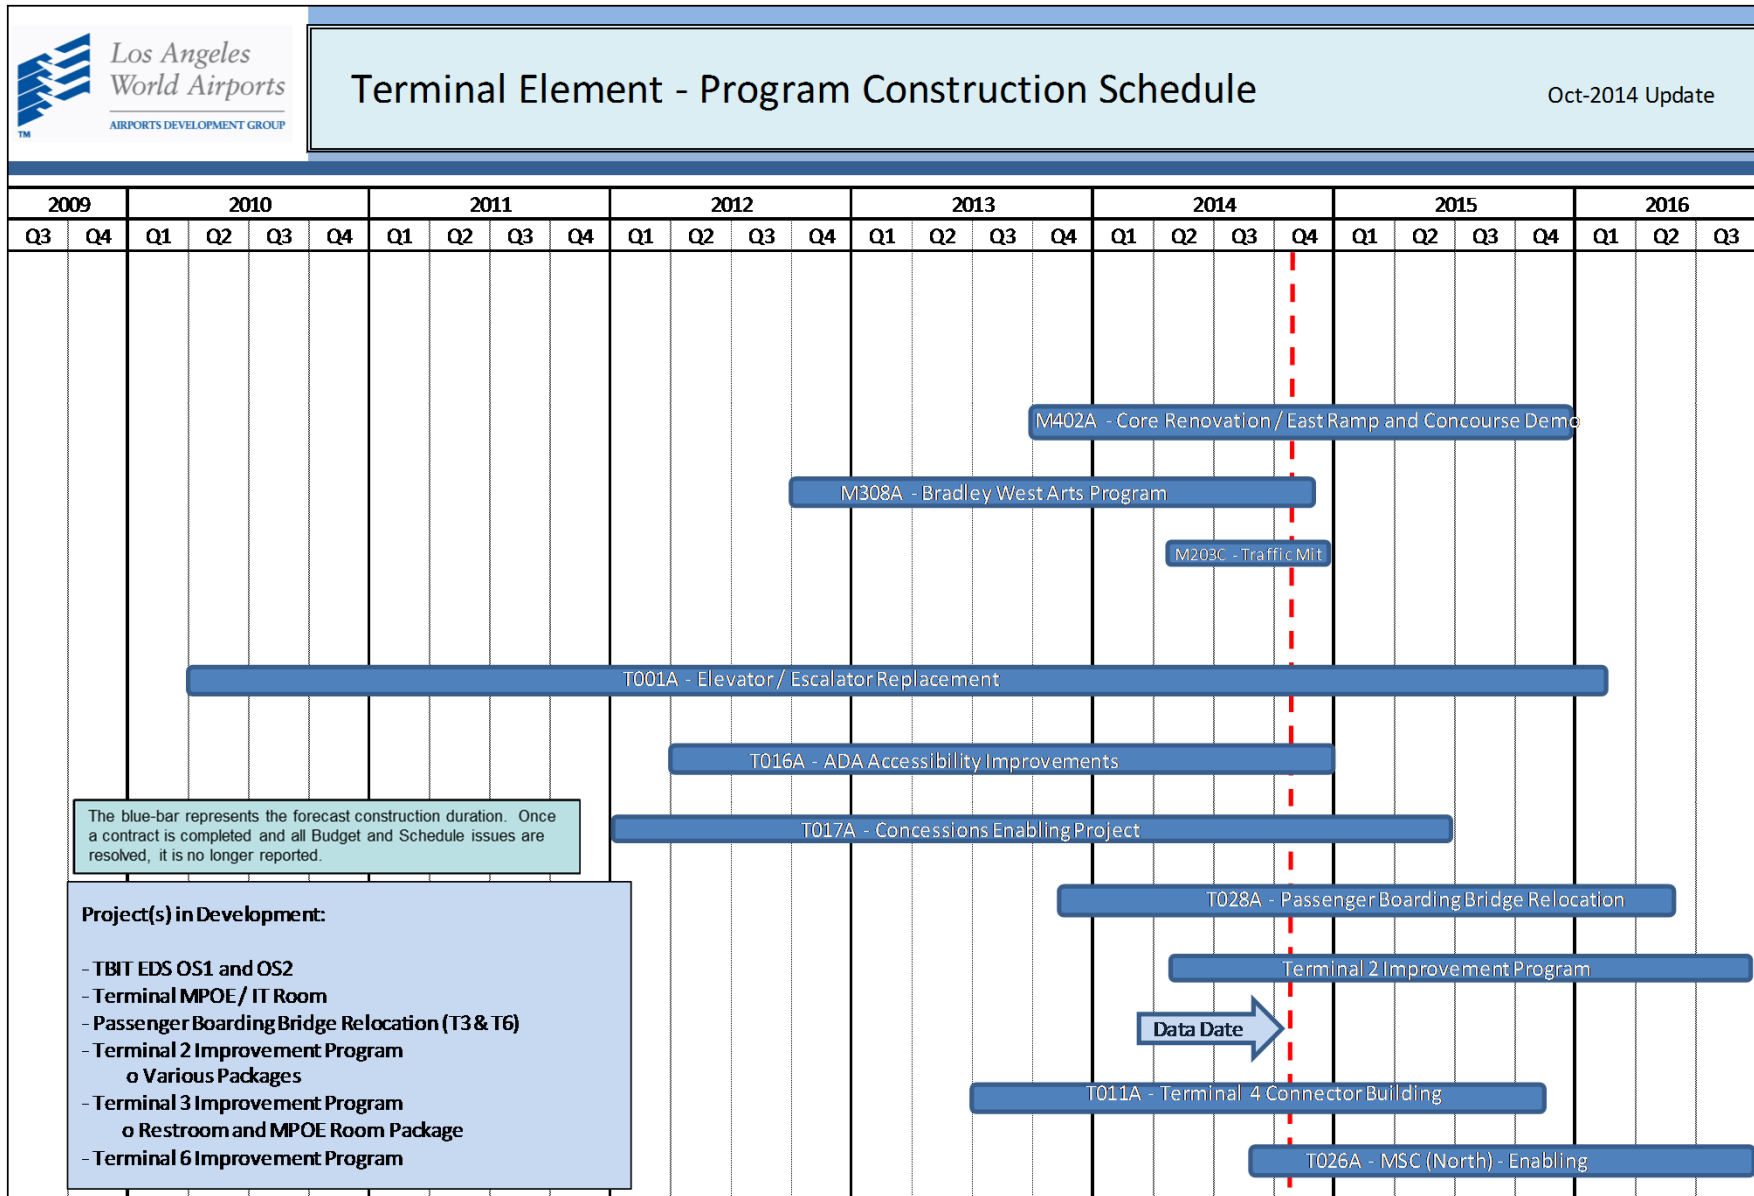 Los Angeles
World Airports
AIRPORTS DEVELOPMENT GROUP
TM
Terminal Element - Program Construction Schedule
Oct-2014 Update
2009 2010 2011 2012 2013 2014 2015 2016
Q3 Q4 Q1 Q2 Q3 Q4 Q1 Q2 Q3 Q4 Q1 Q2 Q3 Q4 Q1 Q2 Q3 Q4 Q1 Q2 Q3 Q4 Q1 Q2 Q3 Q4 Q1 Q2 Q3
M402A - Core Renovation / East Ramp and Concourse Demo
M308A - Bradley West Arts Program
M203C - Traffic Mit
T001A - Elevator / Escalator Replacement
T016A - ADA Accessibility Improvements
T017A - Concessions Enabling Project
The blue-bar represents the forecast construction duration. Once
a contract is completed and all Budget and Schedule issues are
resolved, it is no longer reported.
T028A - Passenger Boarding Bridge Relocation
Terminal 2 Improvement Program
Data Date
T011A - Terminal 4 Connector Building
T026A - MSC (North) - Enabling
Project(s) in Development:
- TBIT EDS OS1 and OS2
- Terminal MPOE / IT Room
- Passenger Boarding Bridge Relocation (T3 & T6)
- Terminal 2 Improvement Program
o Various Packages
- Terminal 3 Improvement Program
o Restroom and MPOE Room Package
- Terminal 6 Improvement Program